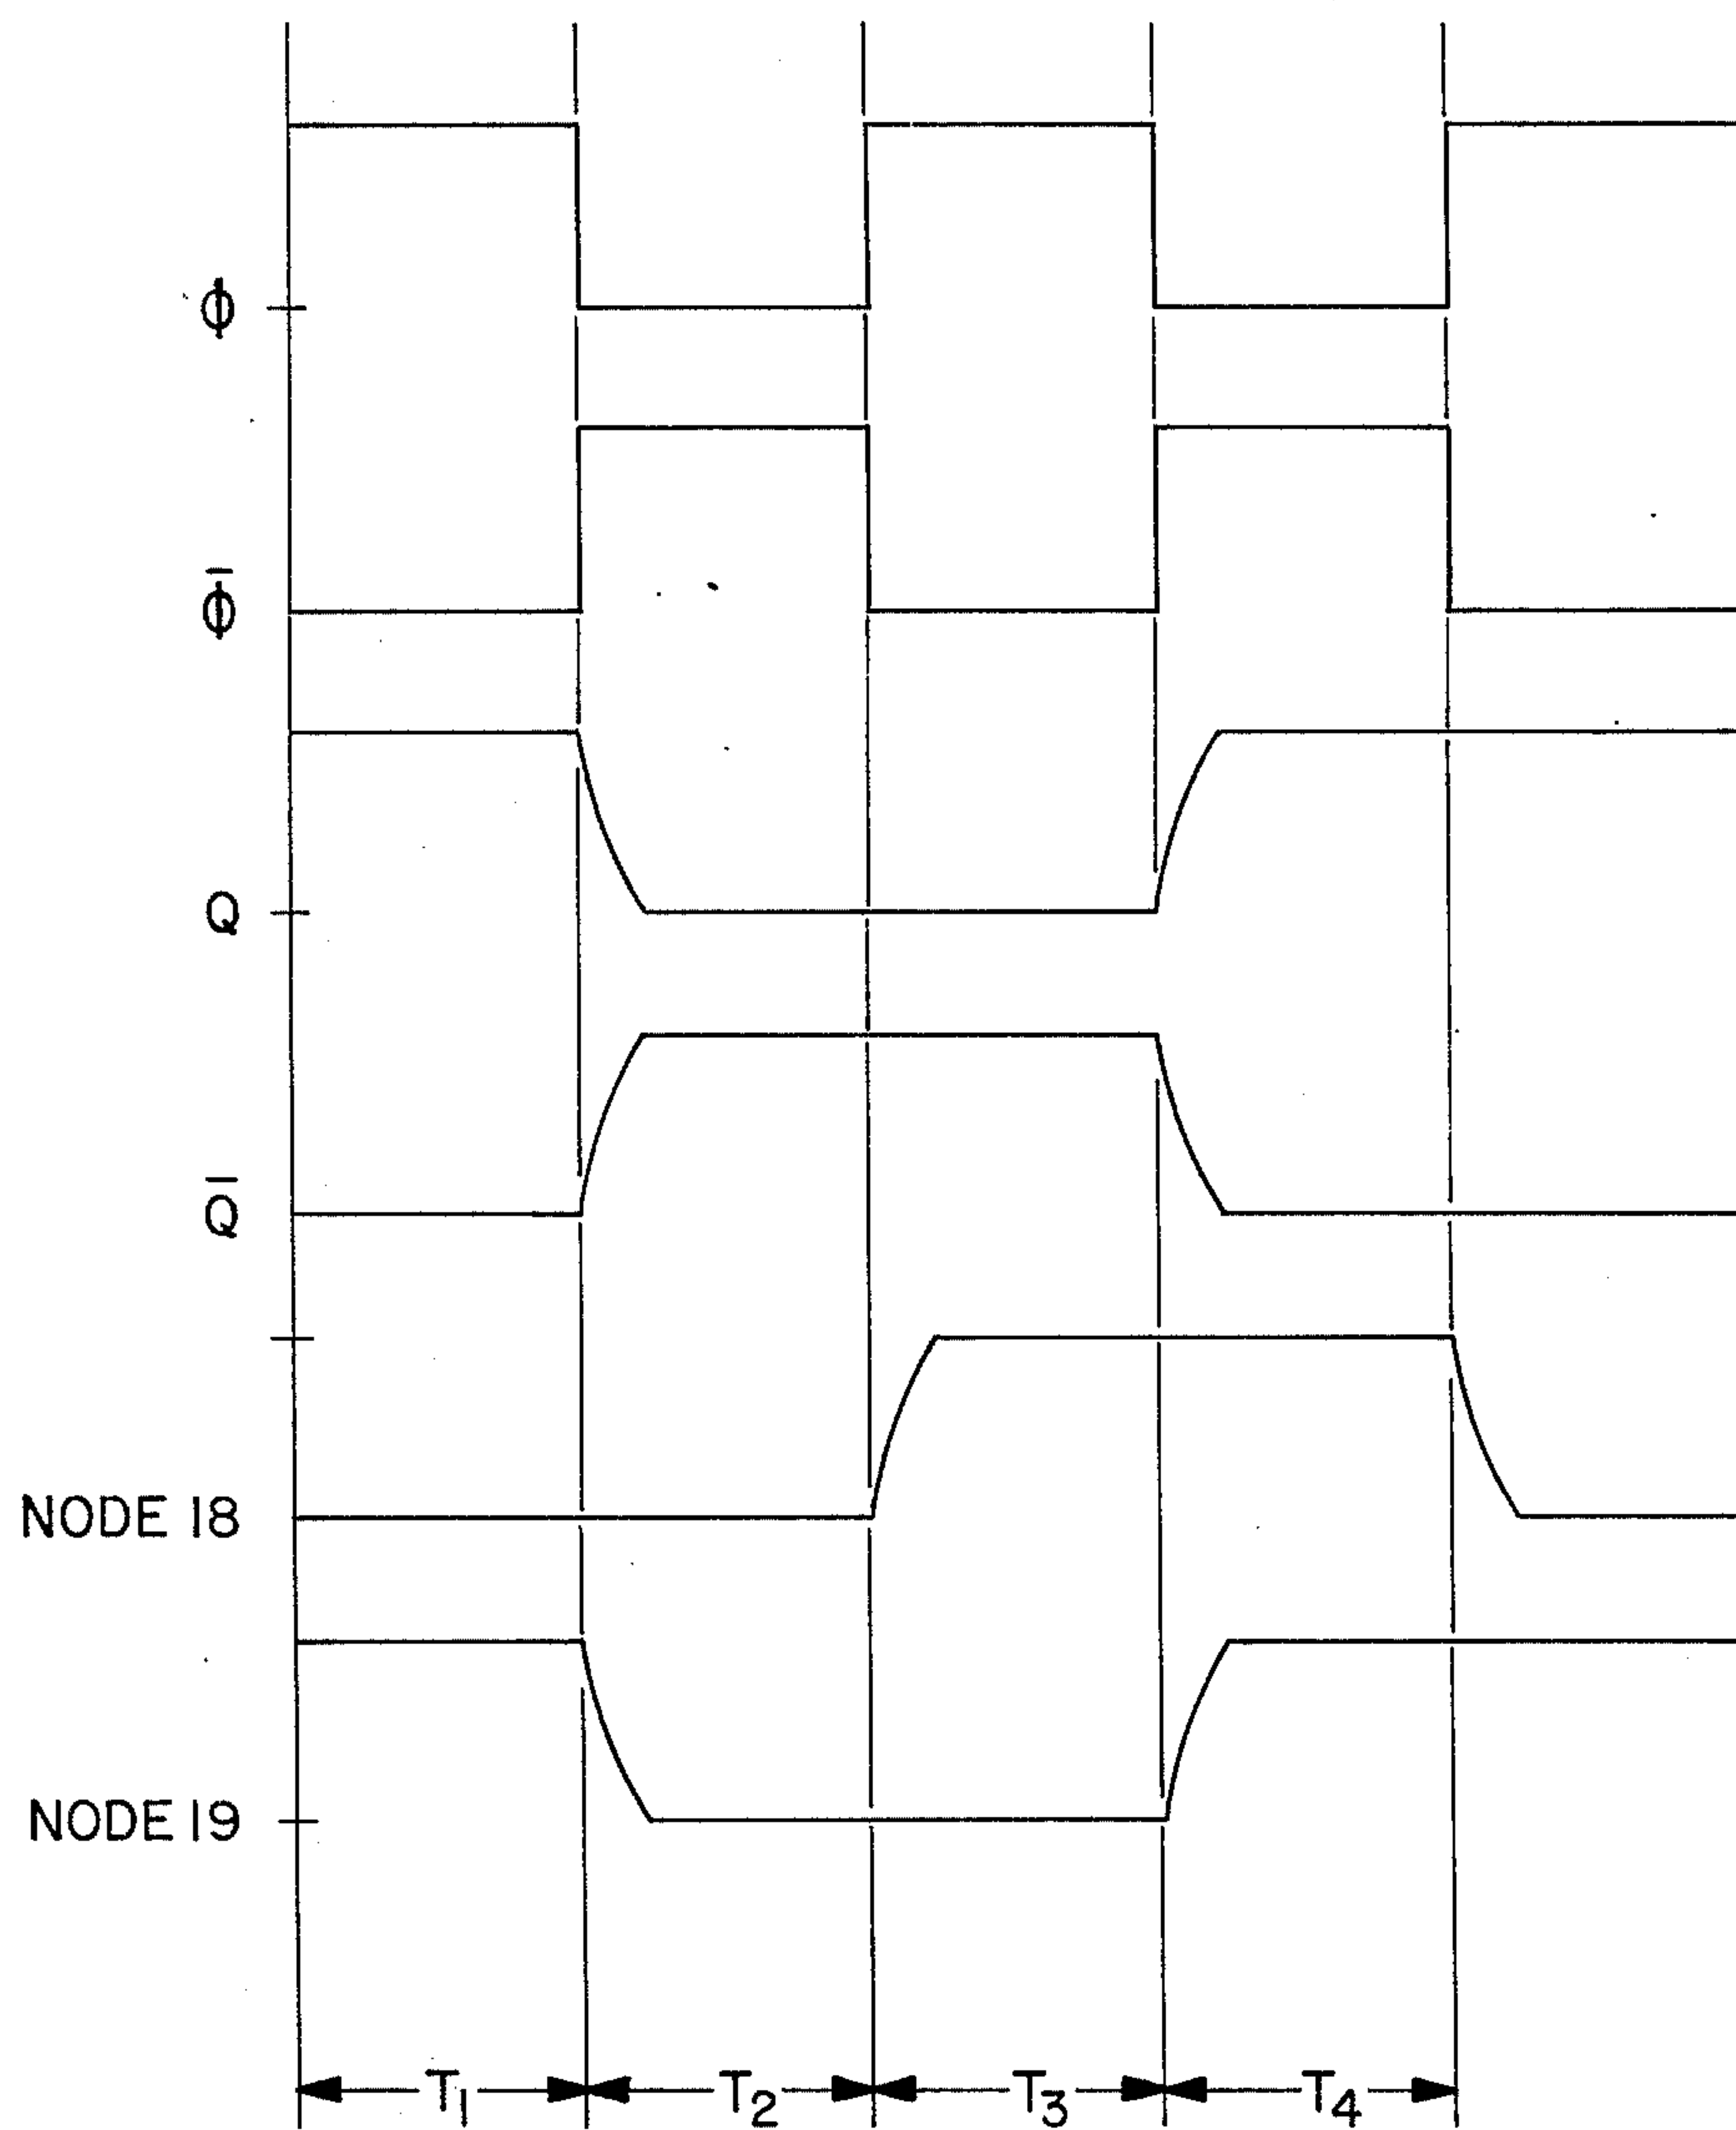 ϕ
ϕ̄
Q
Q̄
NODE 18
NODE 19
T₁ T₂ T₃ T₄